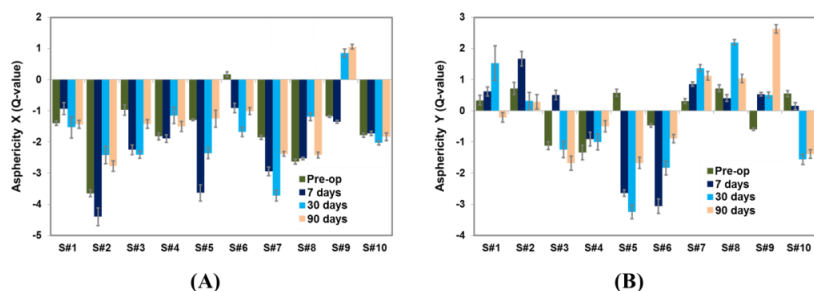 2
1
0
-1
-2
-3
-4
-5
Asphericity X (Q-value)
Pre-op
7 days
30 days
90 days
S#1 S#2 S#3 S#4 S#5 S#6 S#7 S#8 S#9 S#10
(A)
3
2
1
0
-1
-2
-3
-4
Asphericity Y (Q-value)
Pre-op
7 days
30 days
90 days
S#1 S#2 S#3 S#4 S#5 S#6 S#7 S#8 S#9 S#10
(B)